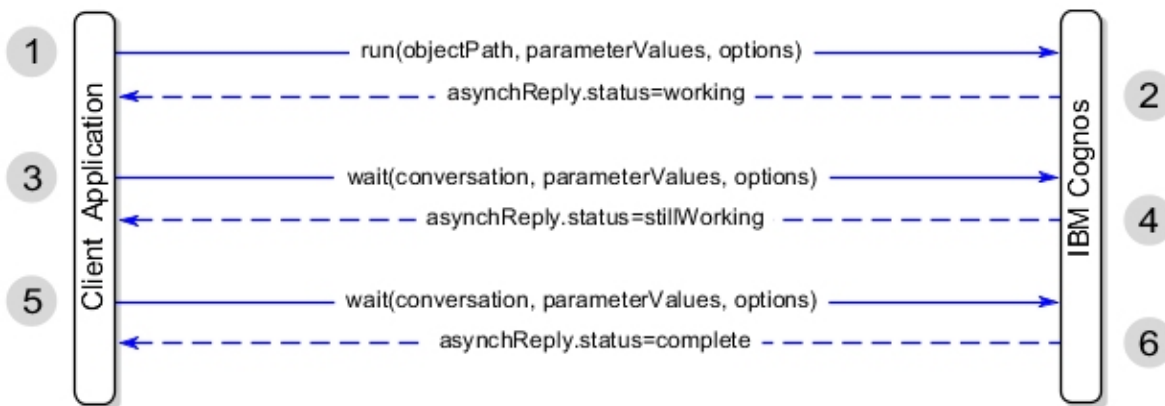 1
run(objectPath, parameterValues, options)
asynchReply.status=working
2
3
wait(conversation, parameterValues, options)
asynchReply.status=stillWorking
4
5
wait(conversation, parameterValues, options)
asynchReply.status=complete
6
Client Application
IBM Cognos